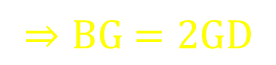 ⇒ BG = 2GD